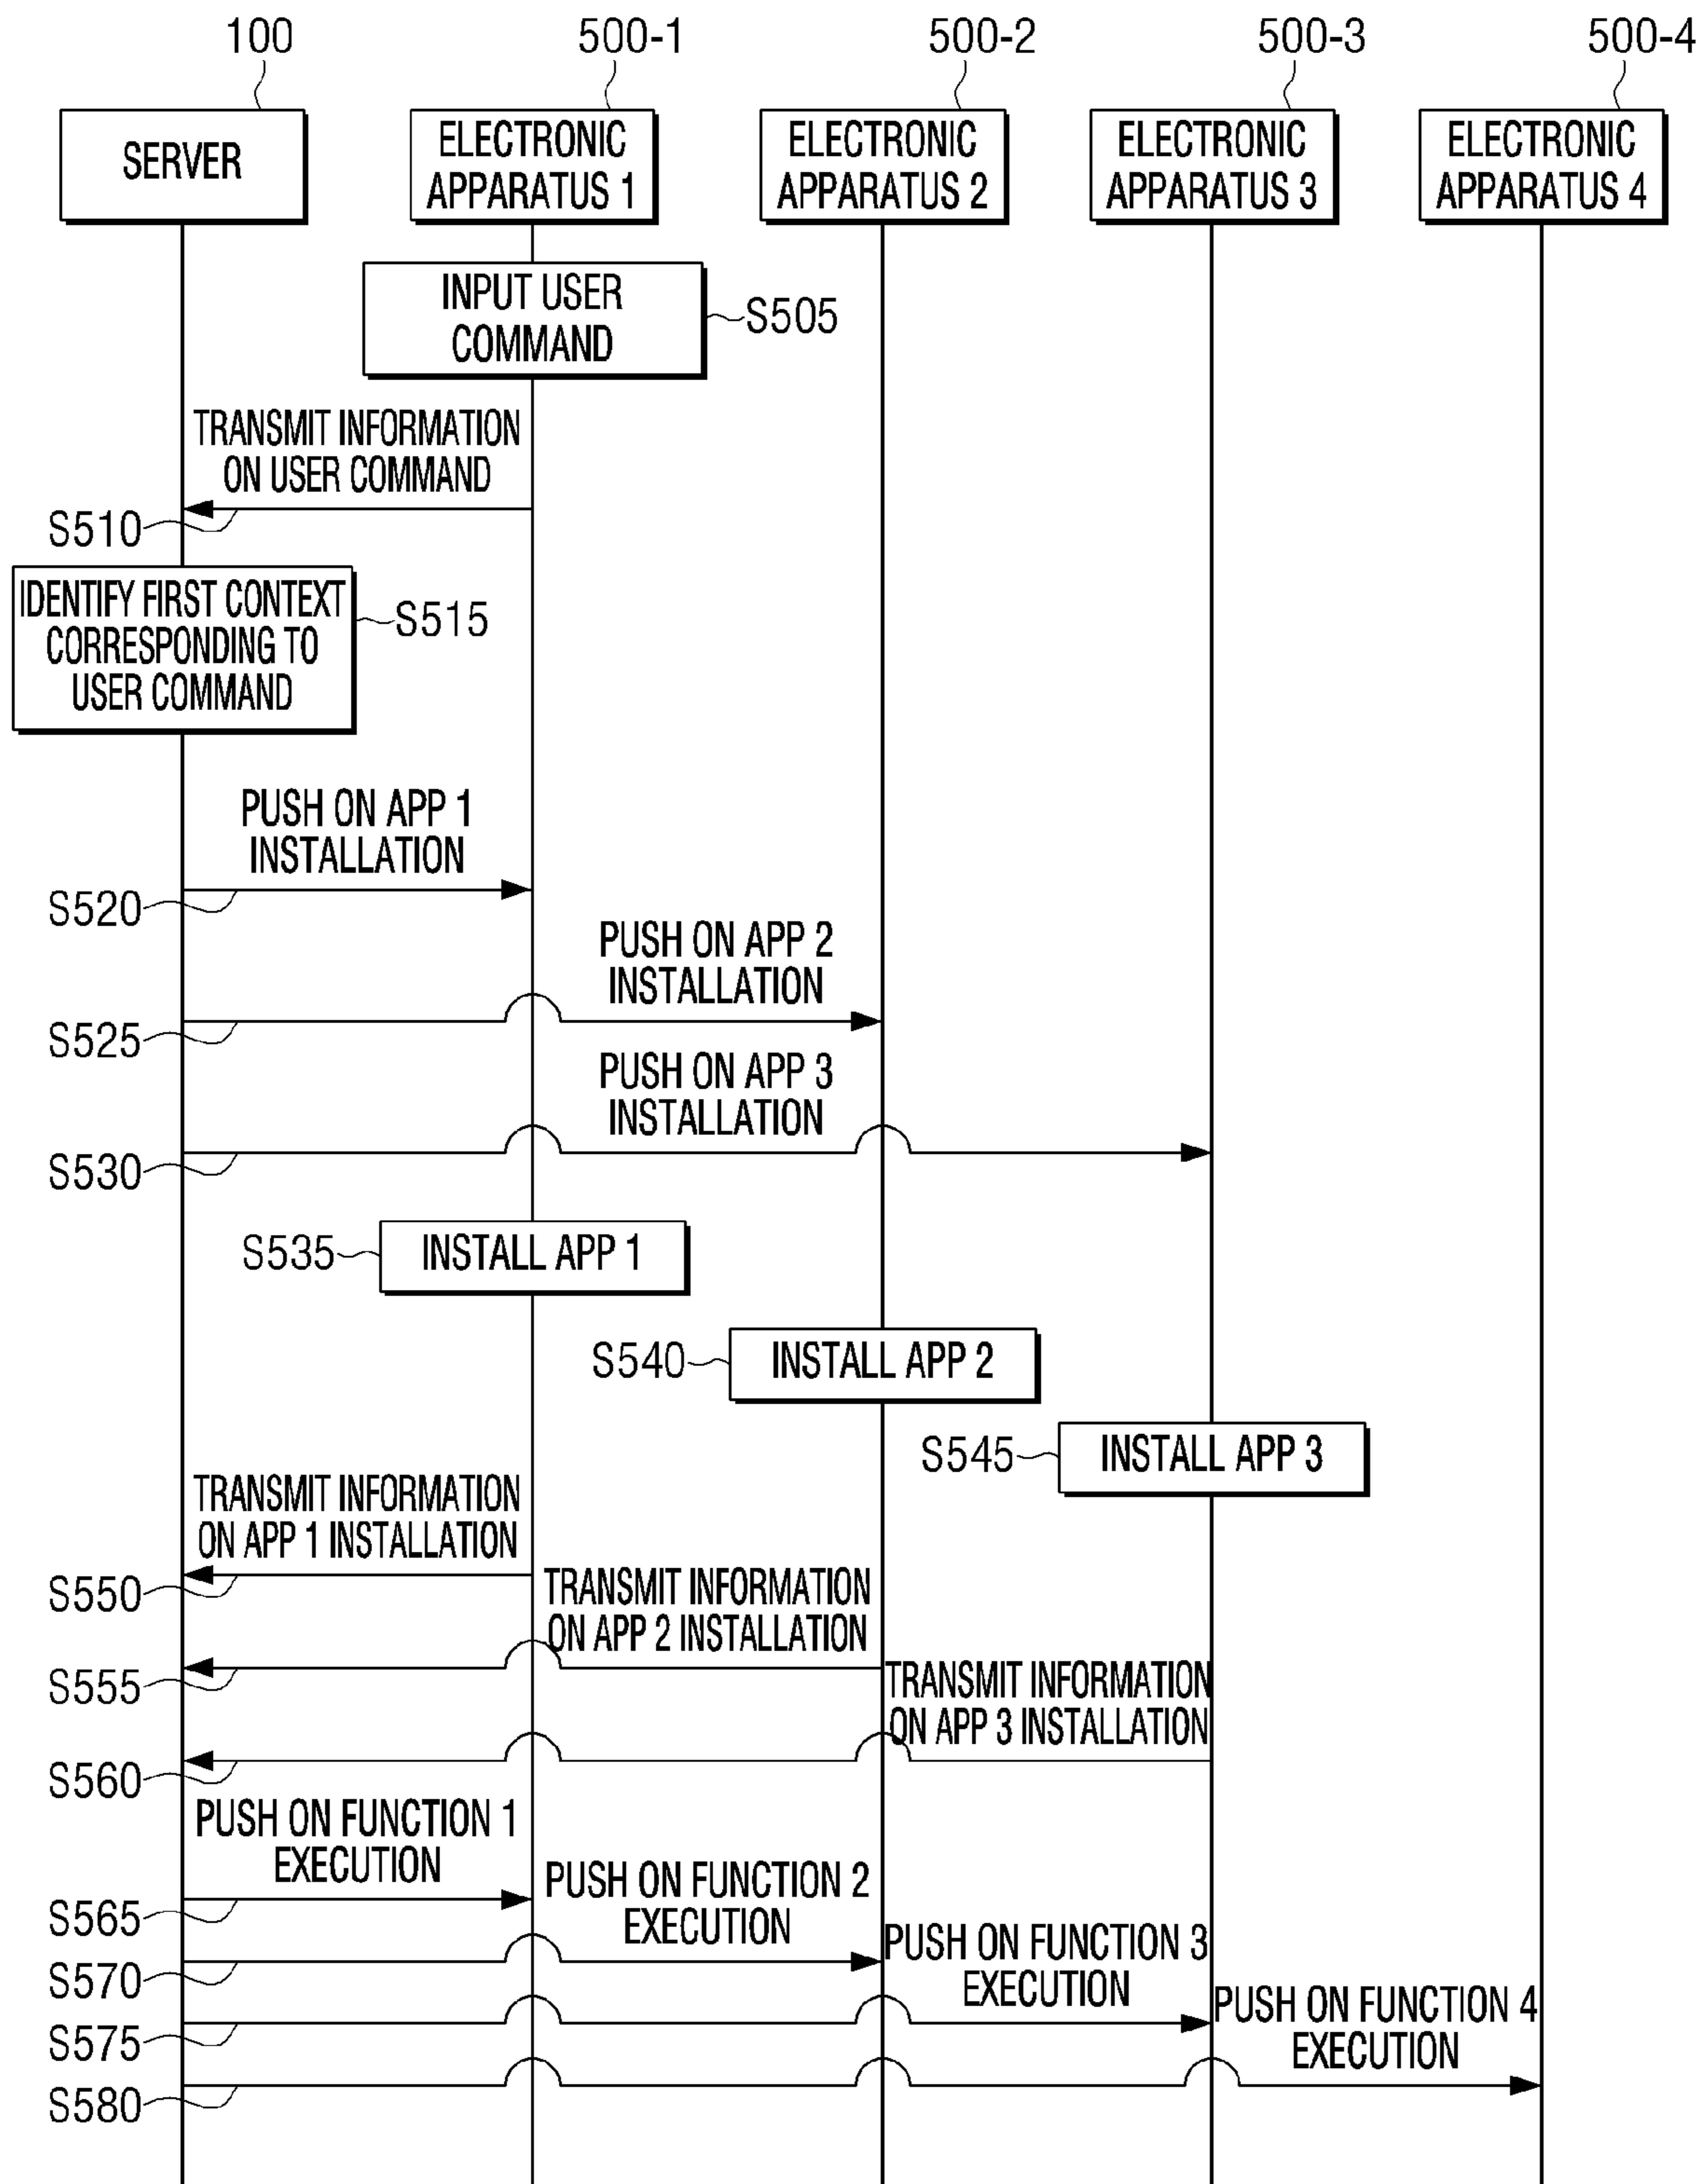 100
500-1
500-2
500-3
500-4
SERVER
ELECTRONIC
APPARATUS 1
ELECTRONIC
APPARATUS 2
ELECTRONIC
APPARATUS 3
ELECTRONIC
APPARATUS 4
INPUT USER
COMMAND
S505
TRANSMIT INFORMATION
ON USER COMMAND
S510
IDENTIFY FIRST CONTEXT
CORRESPONDING TO
USER COMMAND
S515
PUSH ON APP 1
INSTALLATION
S520
PUSH ON APP 2
INSTALLATION
S525
PUSH ON APP 3
INSTALLATION
S530
S535
INSTALL APP 1
S540
INSTALL APP 2
S545
INSTALL APP 3
TRANSMIT INFORMATION
ON APP 1 INSTALLATION
S550
TRANSMIT INFORMATION
ON APP 2 INSTALLATION
S555
TRANSMIT INFORMATION
ON APP 3 INSTALLATION
S560
PUSH ON FUNCTION 1
EXECUTION
S565
PUSH ON FUNCTION 2
EXECUTION
S570
PUSH ON FUNCTION 3
EXECUTION
S575
PUSH ON FUNCTION 4
EXECUTION
S580